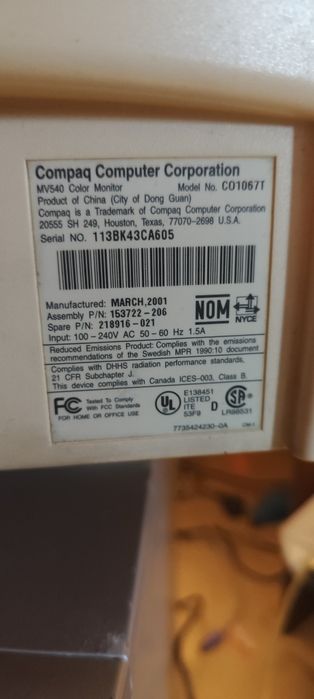 Compaq Computer Corporation
MV540 Color Monitor Model No. CO1067T
Product of China (City of Dong Guan)
Compaq is a Trademark of Compaq Computer Corporation
20555 SH 249, Houston, Texas, 77070-2698 U.S.A.
Serial NO. 113BK43CA605
Manufactured: MARCH,2001
Assembly P/N: 153722-206
Spare P/N: 218916-021
Input: 100-240V AC 50-60 Hz 1.5A
NOM
NYCE
Reduced Emissions Product Complies with the emissions
recommendations of the Swedish MPR 1990:10 document
Complies with DHHS radiation performance standards,
21 CFR Subchapter J.
This device complies with Canada ICES-003, Class B.
FC Tested To Comply
With FCC Standards
FOR HOME OR OFFICE USE
UL
E138451
LISTED
ITE
53F9
D
SA
LR98531
7735424230-0A